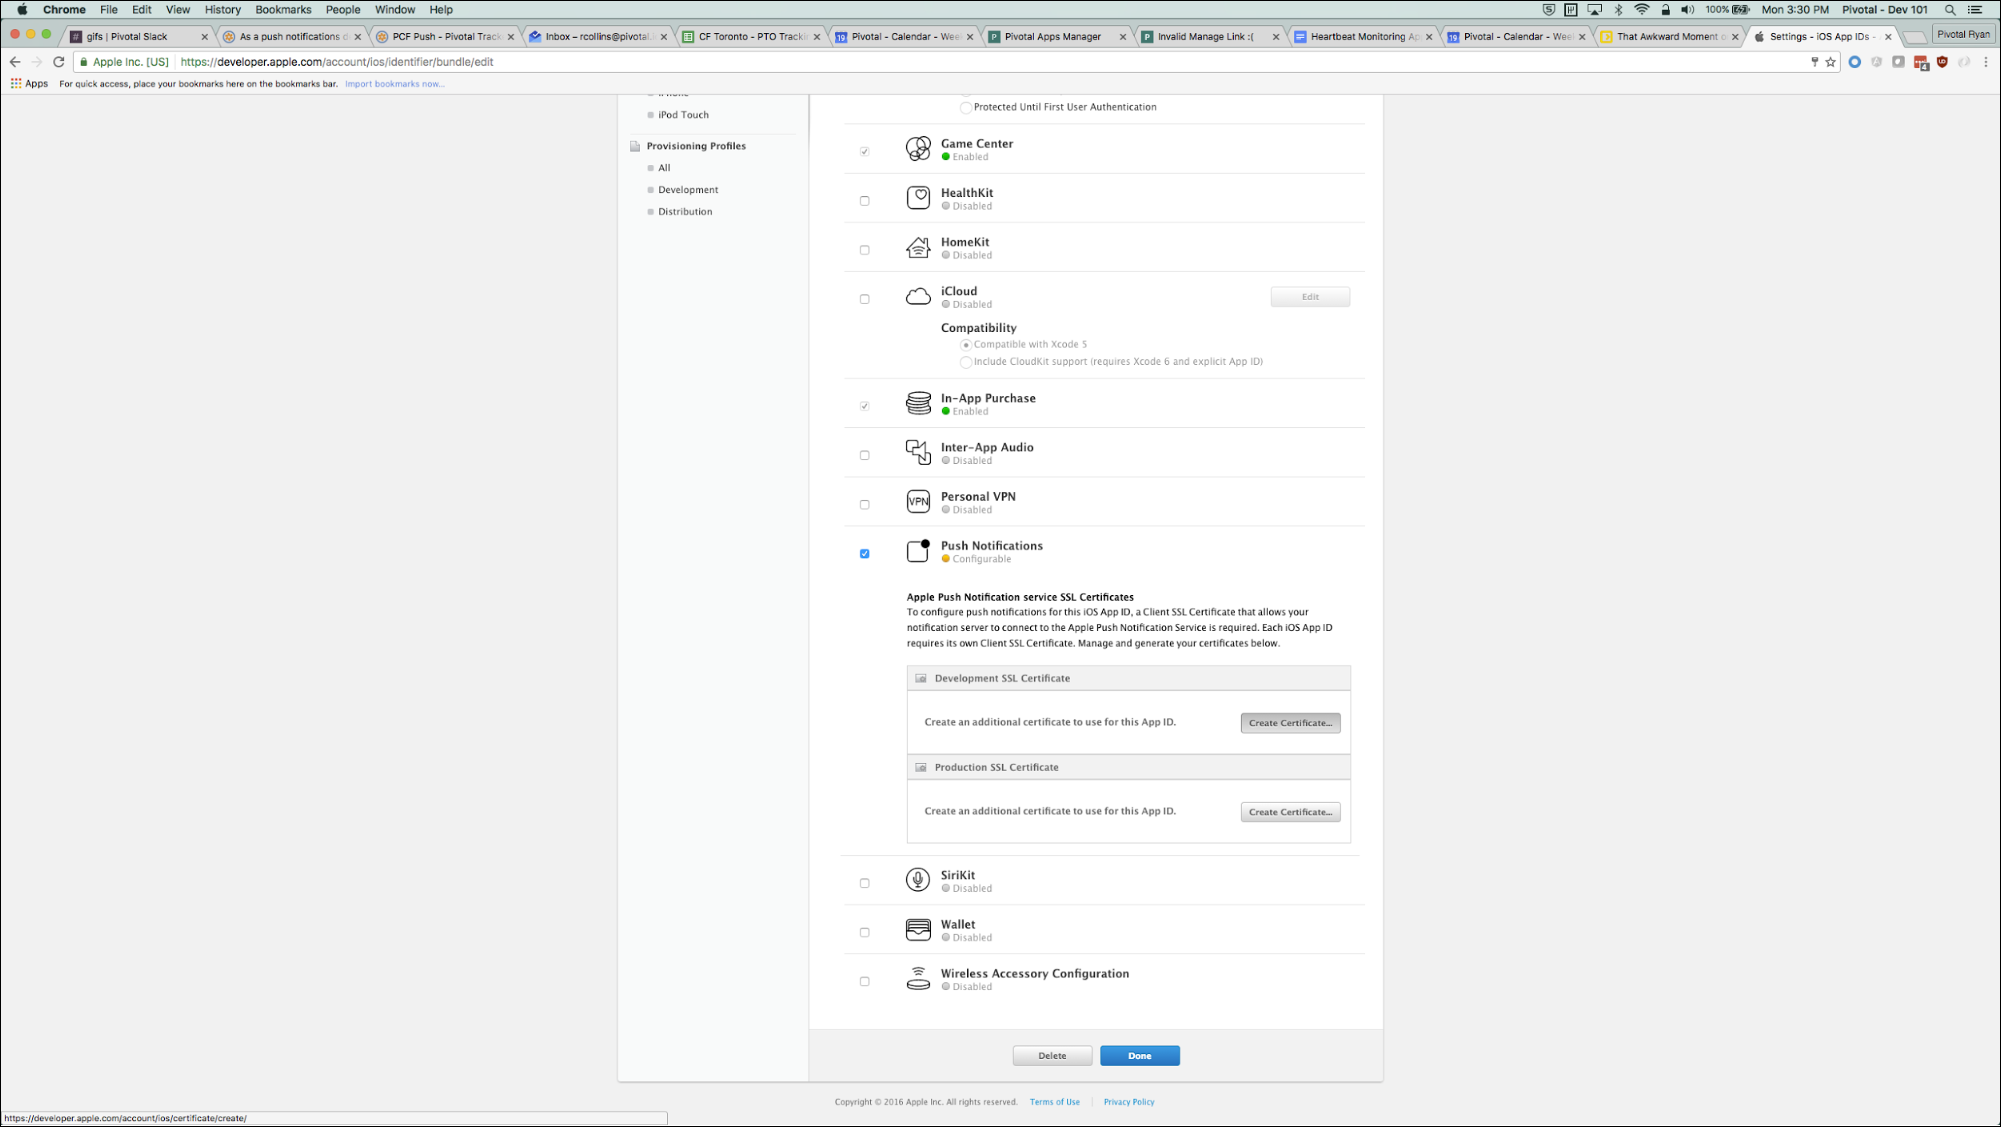 Chrome File Edit View History Bookmarks People Window Help 100% Mon 3:30 PM Pivotal - Dev 101
gifs | Pivotal Slack As a push notifications d PCF Push - Pivotal Track Inbox - rcollins@pivotal. CF Toronto - PTO Tracki Pivotal - Calendar - Wee Pivotal Apps Manager Invalid Manage Link :( Heartbeat Monitoring Ap Pivotal - Calendar - Wee That Awkward Moment o Settings - iOS App IDs - Pivotal Ryan
Apple Inc. [US] https://developer.apple.com/account/ios/identifier/bundle/edit
Apps For quick access, place your bookmarks here on the bookmarks bar. Import bookmarks now...
iPhone
iPod Touch
Provisioning Profiles
All
Development
Distribution
Protected Until First User Authentication
Game Center
Enabled
HealthKit
Disabled
HomeKit
Disabled
iCloud
Disabled
Edit
Compatibility
Compatible with Xcode 5
Include CloudKit support (requires Xcode 6 and explicit App ID)
In-App Purchase
Enabled
Inter-App Audio
Disabled
VPN
Personal VPN
Disabled
Push Notifications
Configurable
Apple Push Notification service SSL Certificates
To configure push notifications for this iOS App ID, a Client SSL Certificate that allows your
notification server to connect to the Apple Push Notification Service is required. Each iOS App ID
requires its own Client SSL Certificate. Manage and generate your certificates below.
Development SSL Certificate
Create an additional certificate to use for this App ID. Create Certificate...
Production SSL Certificate
Create an additional certificate to use for this App ID. Create Certificate...
SiriKit
Disabled
Wallet
Disabled
Wireless Accessory Configuration
Disabled
Delete Done
Copyright © 2016 Apple Inc. All rights reserved. Terms of Use | Privacy Policy
https://developer.apple.com/account/ios/certificate/create/